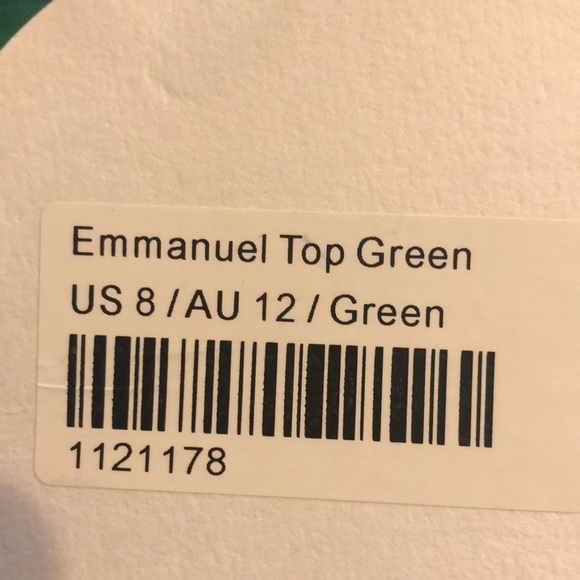 Emmanuel Top Green
US 8 / AU 12 / Green
1121178